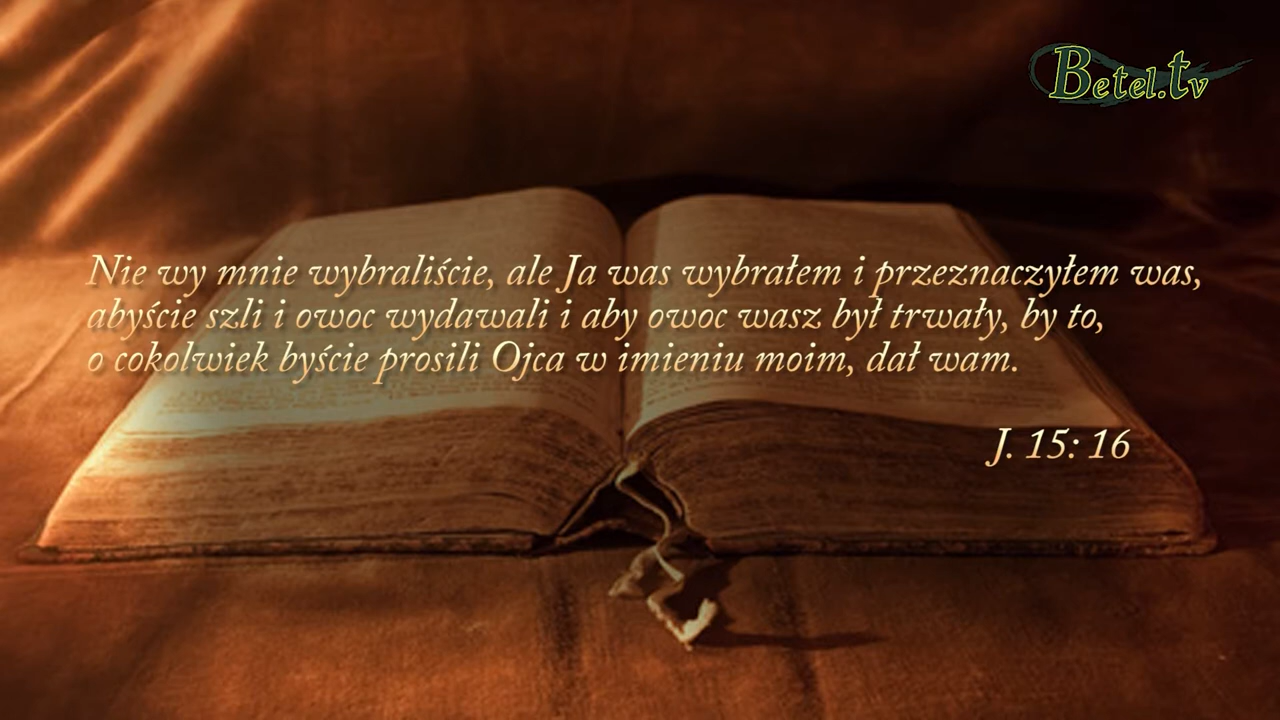 Betel.tv
Nie wy mnie wybraliście, ale Ja was wybrałem i przeznaczyłem was,
abyście szli i owoc wydawali i aby owoc wasz był trwały, by to,
o cokolwiek byście prosili Ojca w imieniu moim, dał wam.
J. 15: 16